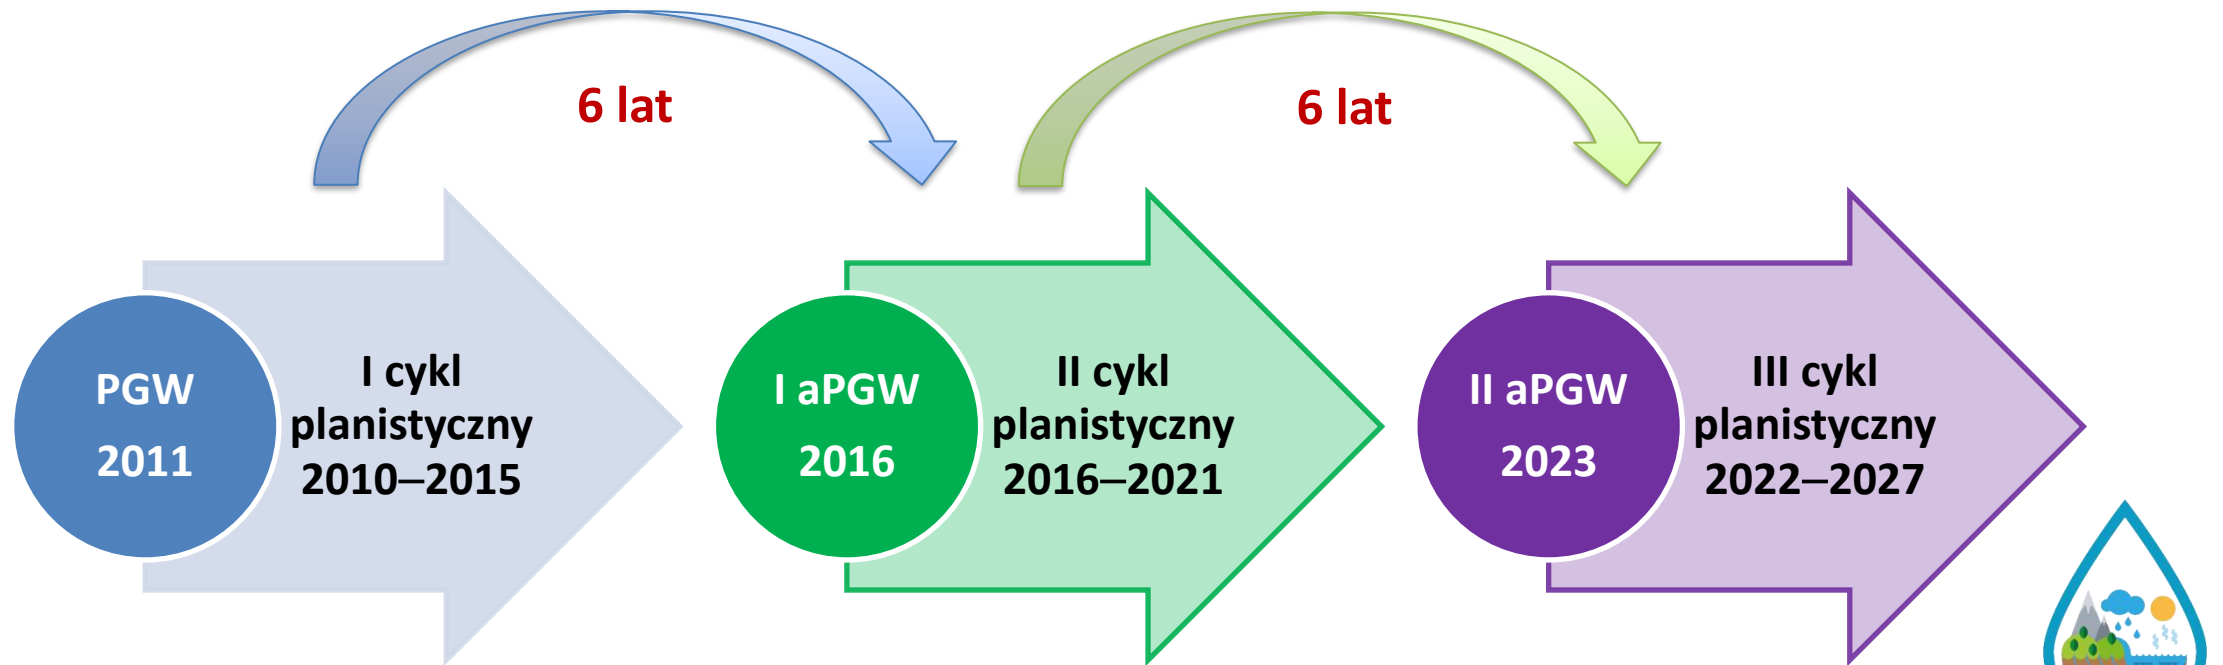 6 lat
6 lat
PGW
2011
I cykl
planistyczny
2010–2015
I aPGW
2016
II cykl
planistyczny
2016–2021
II aPGW
2023
III cykl
planistyczny
2022–2027